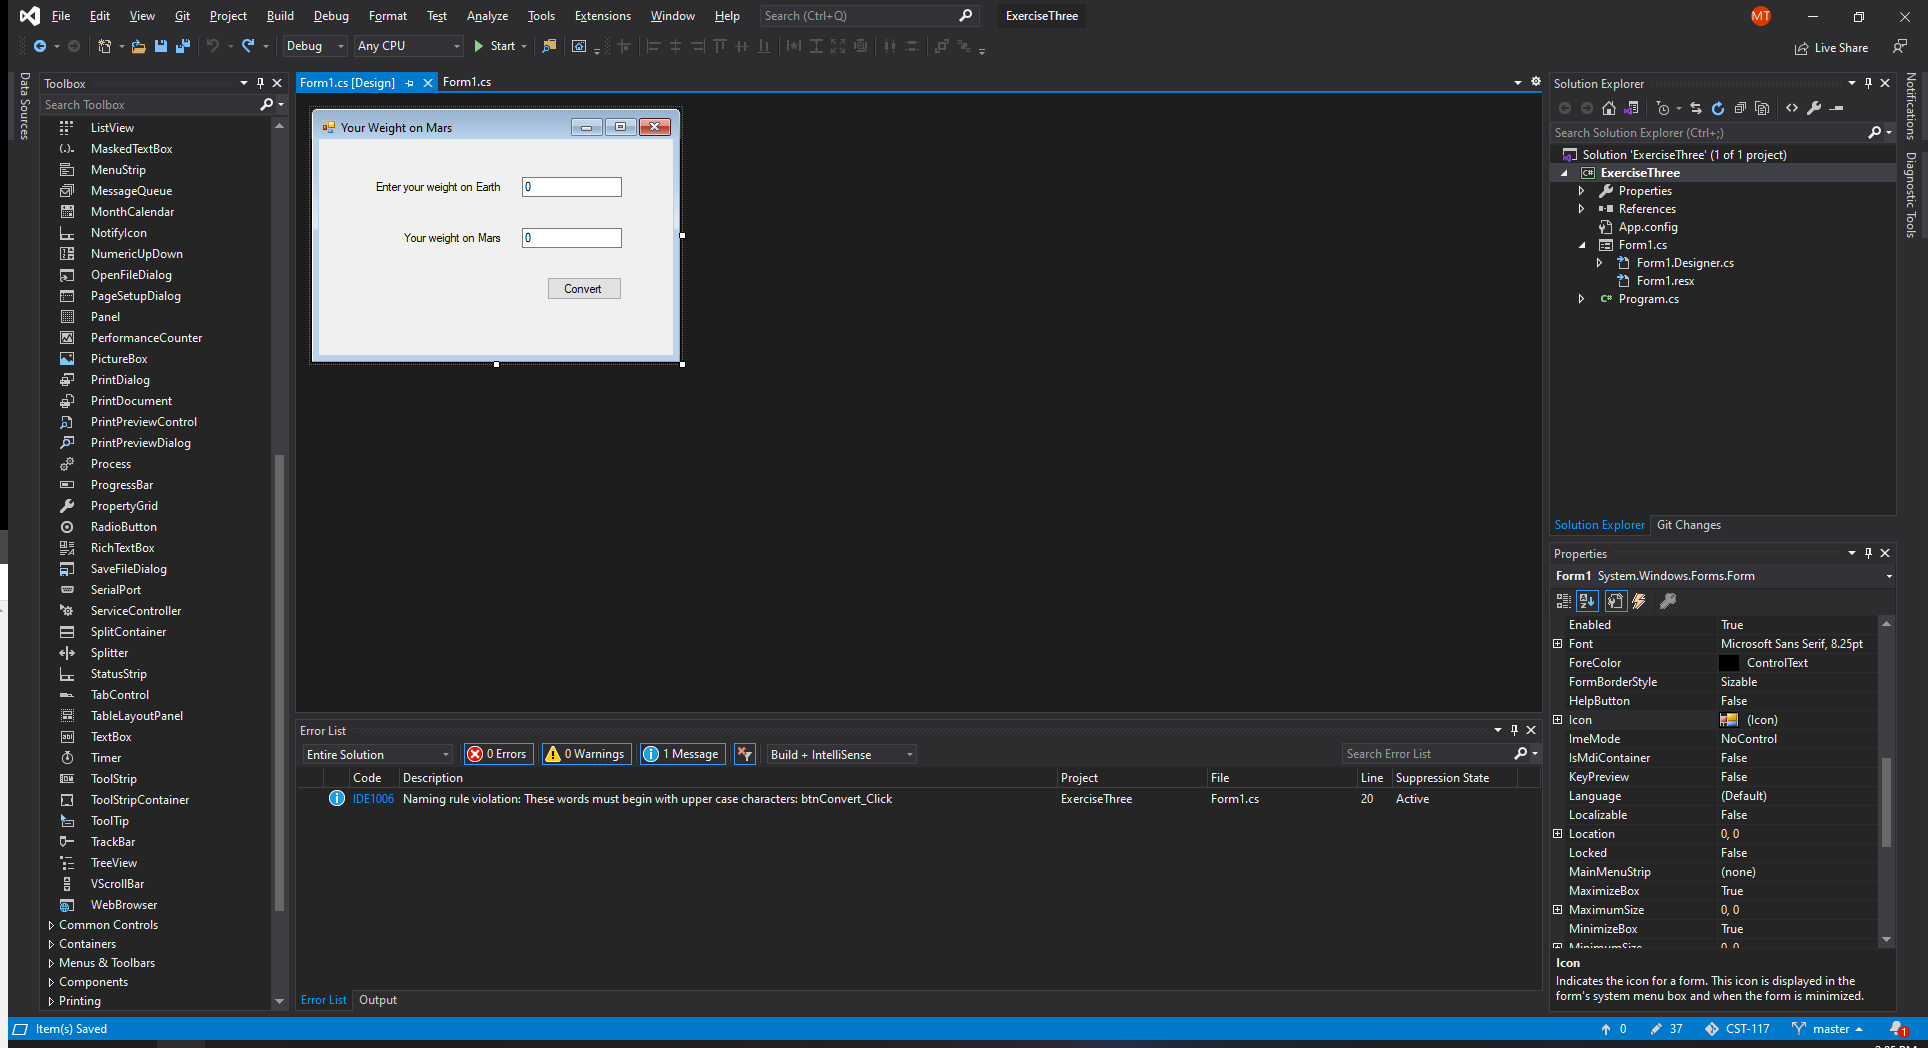 File Edit View Git Project Build Debug Format Test Analyze Tools Extensions Window Help Search (Ctrl+Q) ExerciseThree MT
Debug Any CPU Start Live Share
Data Sources
Toolbox
Search Toolbox
ListView
MaskedTextBox
MenuStrip
MessageQueue
MonthCalendar
NotifyIcon
NumericUpDown
OpenFileDialog
PageSetupDialog
Panel
PerformanceCounter
PictureBox
PrintDialog
PrintDocument
PrintPreviewControl
PrintPreviewDialog
Process
ProgressBar
PropertyGrid
RadioButton
RichTextBox
SaveFileDialog
SerialPort
ServiceController
SplitContainer
Splitter
StatusStrip
TabControl
TableLayoutPanel
TextBox
Timer
ToolStrip
ToolStripContainer
ToolTip
TrackBar
TreeView
VScrollBar
WebBrowser
Common Controls
Containers
Menus & Toolbars
Components
Printing
Form1.cs [Design] Form1.cs
Your Weight on Mars
Enter your weight on Earth 0
Your weight on Mars 0
Convert
Error List
Entire Solution 0 Errors 0 Warnings 1 Message Build + IntelliSense Search Error List
Code Description Project File Line Suppression State
IDE1006 Naming rule violation: These words must begin with upper case characters: btnConvert_Click ExerciseThree Form1.cs 20 Active
Error List Output
Solution Explorer
Search Solution Explorer (Ctrl+;)
Solution 'ExerciseThree' (1 of 1 project)
C# ExerciseThree
Properties
References
App.config
Form1.cs
Form1.Designer.cs
Form1.resx
C# Program.cs
Solution Explorer Git Changes
Properties
Form1 System.Windows.Forms.Form
Enabled True
Font Microsoft Sans Serif, 8.25pt
ForeColor ControlText
FormBorderStyle Sizable
HelpButton False
Icon (Icon)
ImeMode NoControl
IsMdiContainer False
KeyPreview False
Language (Default)
Localizable False
Location 0, 0
Locked False
MainMenuStrip (none)
MaximizeBox True
MaximumSize 0, 0
MinimizeBox True
MinimumSize 0, 0
Icon
Indicates the icon for a form. This icon is displayed in the
form's system menu box and when the form is minimized.
Notifications
Diagnostic Tools
Item(s) Saved 0 37 CST-117 master 1